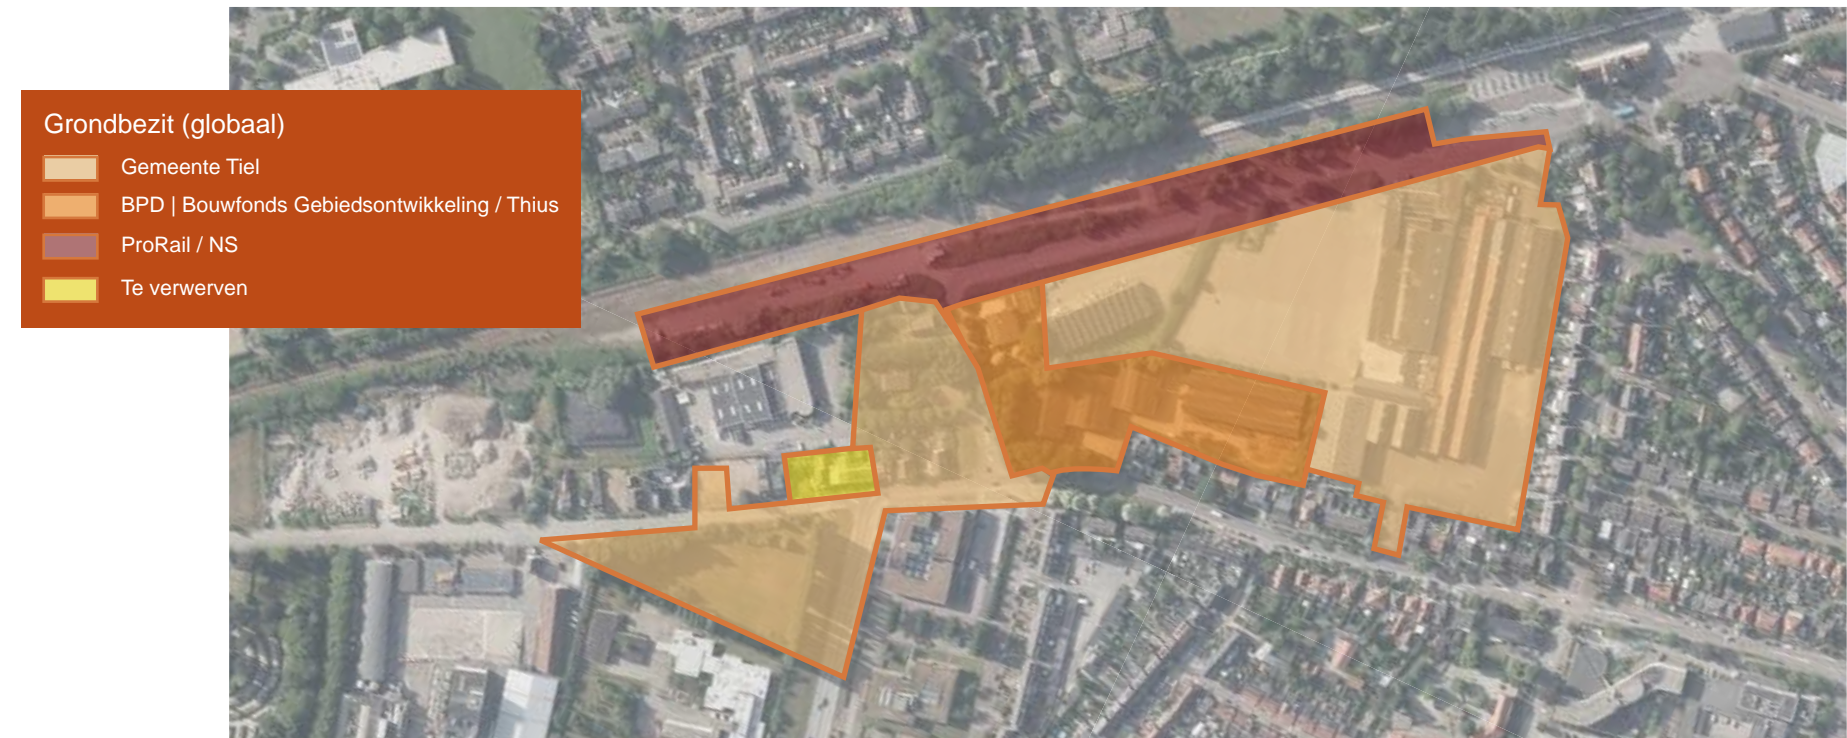 Grondbezit (globaal)
Gemeente Tiel
BPD | Bouwfonds Gebiedsontwikkeling / Thius
ProRail / NS
Te verwerven